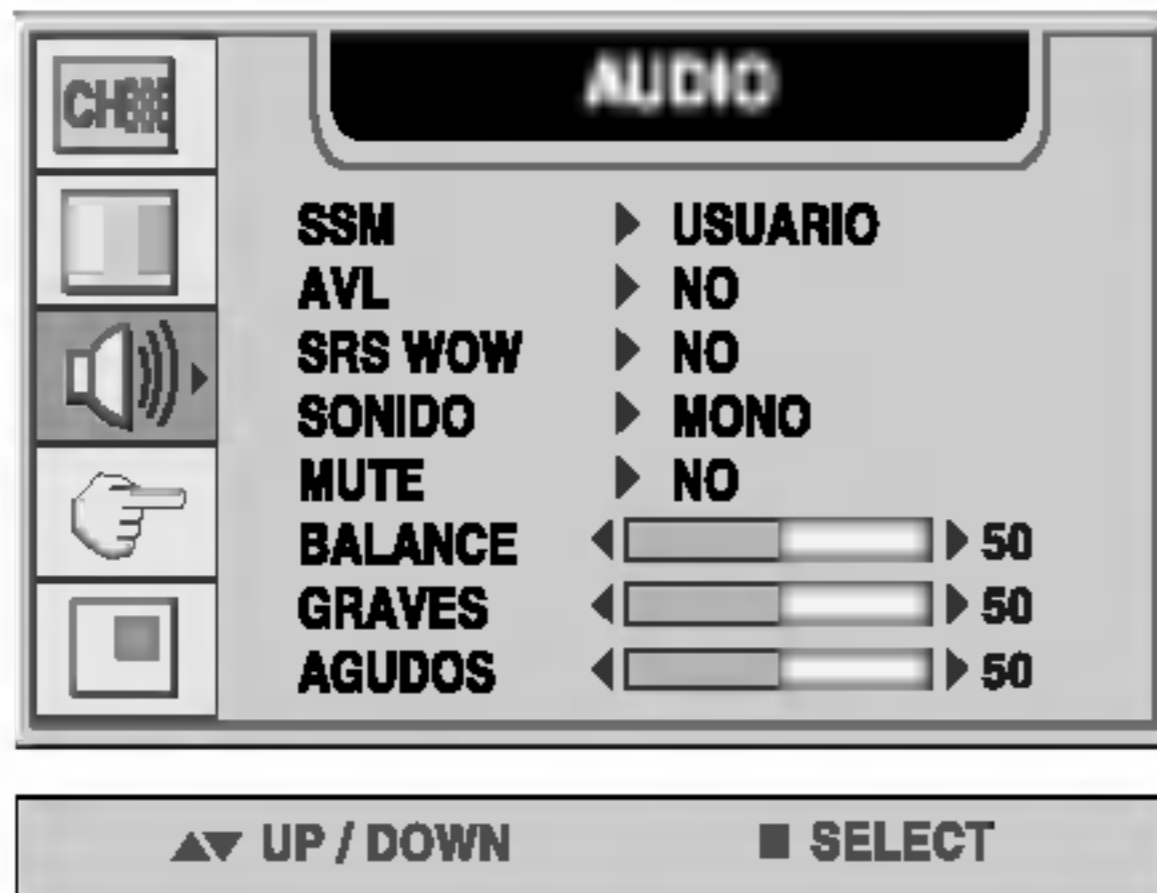 CH
AUDIO
SSM USUARIO
AVL NO
SRS WOW NO
SONIDO MONO
MUTE NO
BALANCE 50
GRAVES 50
AGUDOS 50
UP / DOWN SELECT